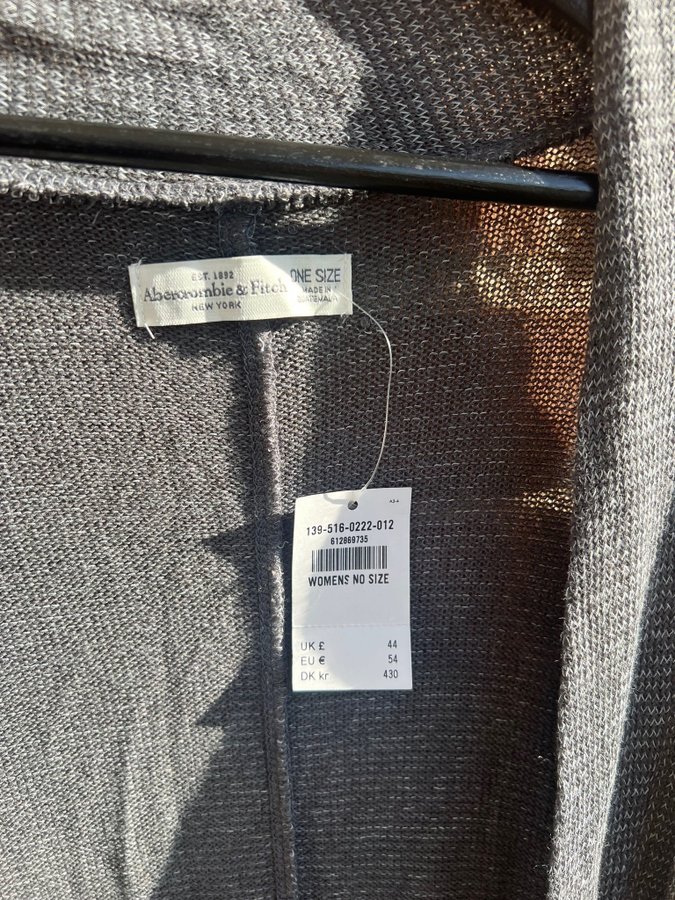 EST. 1892
Abercrombie & Fitch
NEW YORK
ONE SIZE
MADE IN
GUATEMALA
139-516-0222-012
612869735
WOMENS NO SIZE
UK £ 44
EU € 54
DK kr 430